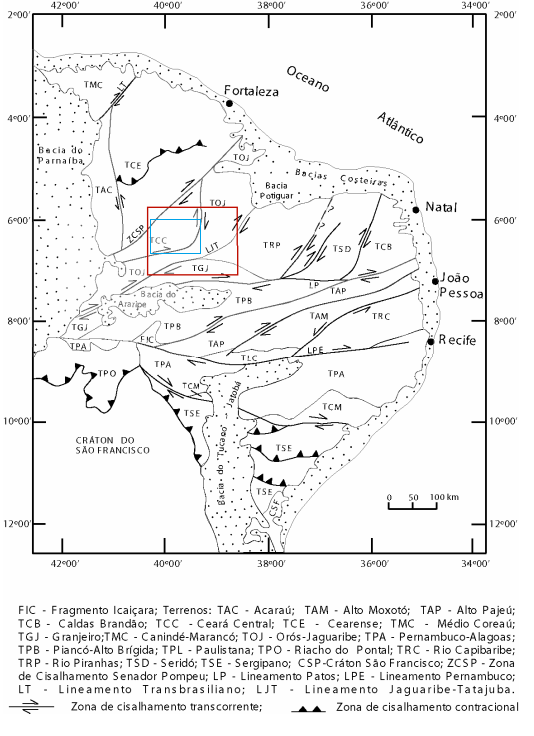 42°00' 40°00' 38°00' 36°00' 34°00'
2°00' 2°00'
TMC LT
Fortaleza
Oceano
Atlântico
4°00' 4°00'
Bacia do
Parnaíba
TCE
TOJ
TAC
Bacias Costeiras
Bacia
Potiguar
TOJ
Natal
6°00' 6°00'
ZCSP
TCC
LJT
?
?
TRP TSD TCB
TOJ TGJ
LP
TAP
João
Pessoa
Bacia do
Araripe
TPB
8°00' 8°00'
TGJ
TPB
TAM TRC
Recife
TPA FIC TAP
LPE
TLC
TPO TPA
TPA
Jatobá
TCM
TCM
10°00' 10°00'
TSE
CRÁTON DO
SÃO FRANCISCO
Bacia do Tucano
TSE
TSE
CSF
0 50 100 km
12°00' 12°00'
42°00' 40°00' 38°00' 36°00' 34°00'
FIC - Fragmento Icaiçara; Terrenos: TAC - Acaraú; TAM - Alto Moxotó; TAP - Alto Pajeú;
TCB - Caldas Brandão; TCC - Ceará Central; TCE - Cearense; TMC - Médio Coreaú;
TGJ - Granjeiro;TMC - Canindé-Marancó; TOJ - Orós-Jaguaribe; TPA - Pernambuco-Alagoas;
TPB - Piancó-Alto Brígida; TPL - Paulistana; TPO - Riacho do Pontal; TRC - Rio Capibaribe;
TRP - Rio Piranhas; TSD - Seridó; TSE - Sergipano; CSP-Cráton São Francisco; ZCSP - Zona
de Cisalhamento Senador Pompeu; LP - Lineamento Patos; LPE - Lineamento Pernambuco;
LT - Lineamento Transbrasiliano; LJT - Lineamento Jaguaribe-Tatajuba.
Zona de cisalhamento transcorrente; Zona de cisalhamento contracional